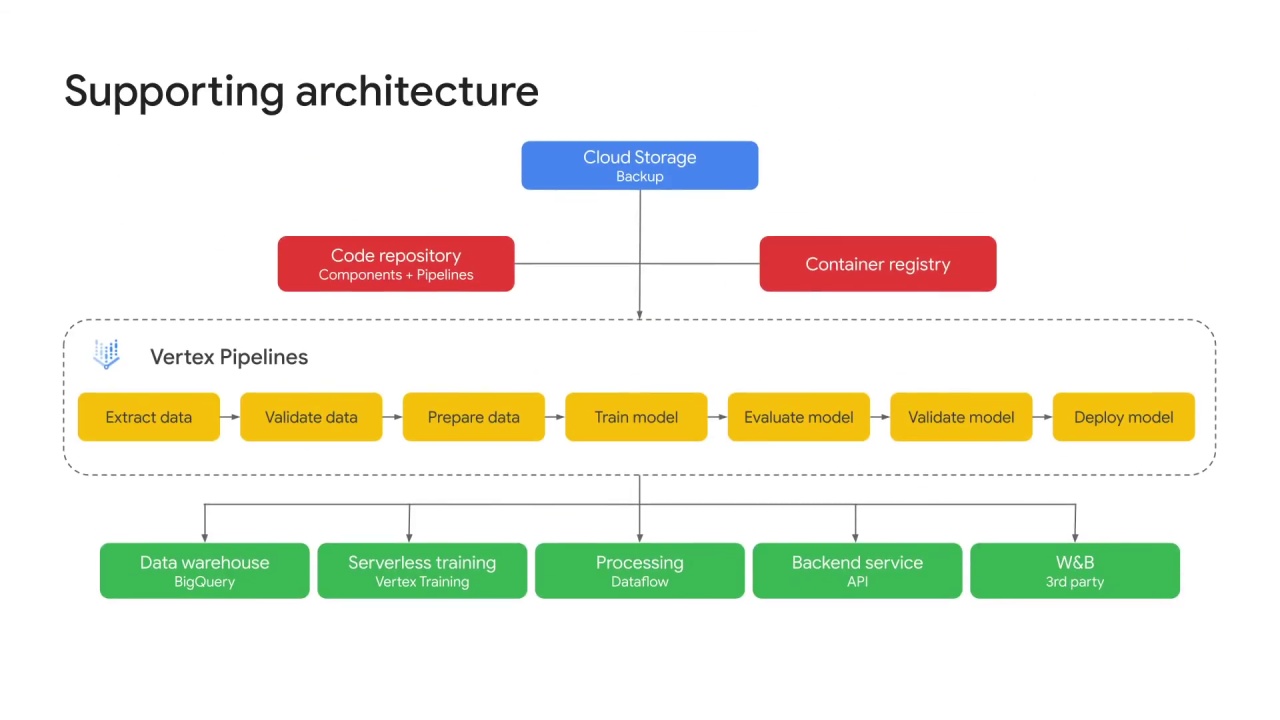 Supporting architecture
Cloud Storage
Backup
Code repository
Components + Pipelines
Container registry
Vertex Pipelines
Extract data
Validate data
Prepare data
Train model
Evaluate model
Validate model
Deploy model
Data warehouse
BigQuery
Serverless training
Vertex Training
Processing
Dataflow
Backend service
API
W&B
3rd party